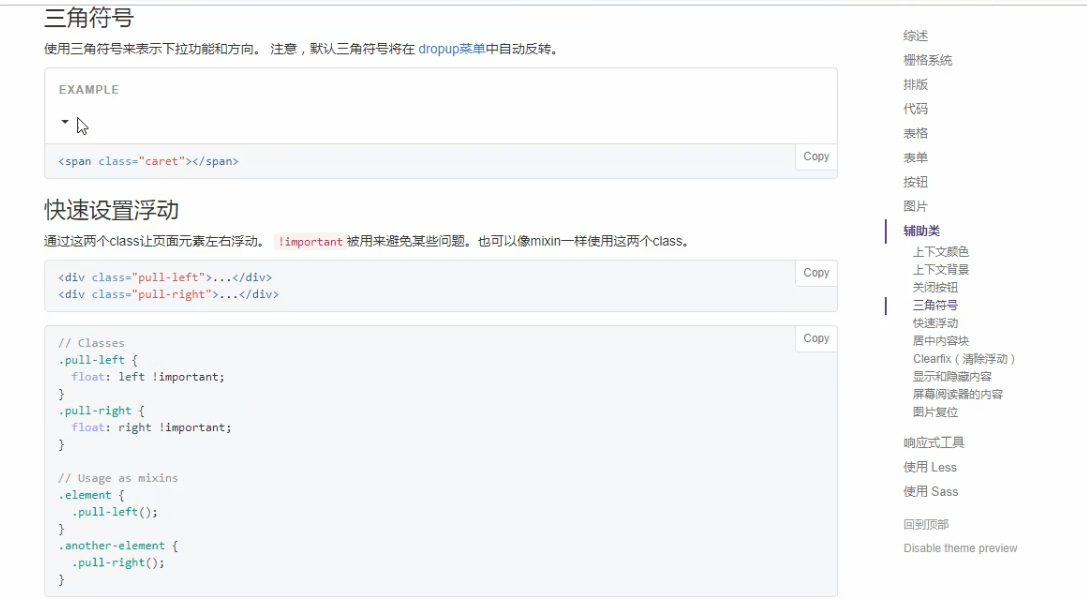 三角符号
使用三角符号来表示下拉功能和方向。 注意，默认三角符号将在 dropup菜单中自动反转。
EXAMPLE
<span class="caret"></span>
Copy
快速设置浮动
通过这两个class让页面元素左右浮动。 !important 被用来避免某些问题。也可以像mixin一样使用这两个class。
<div class="pull-left">...</div>
<div class="pull-right">...</div>
Copy
// Classes
.pull-left {
  float: left !important;
}
.pull-right {
  float: right !important;
}
// Usage as mixins
.element {
  .pull-left();
}
.another-element {
  .pull-right();
}
Copy
综述
栅格系统
排版
代码
表格
表单
按钮
图片
辅助类
上下文颜色
上下文背景
关闭按钮
三角符号
快速浮动
居中内容块
Clearfix（清除浮动）
显示和隐藏内容
屏幕阅读器的内容
图片复位
响应式工具
使用 Less
使用 Sass
回到顶部
Disable theme preview